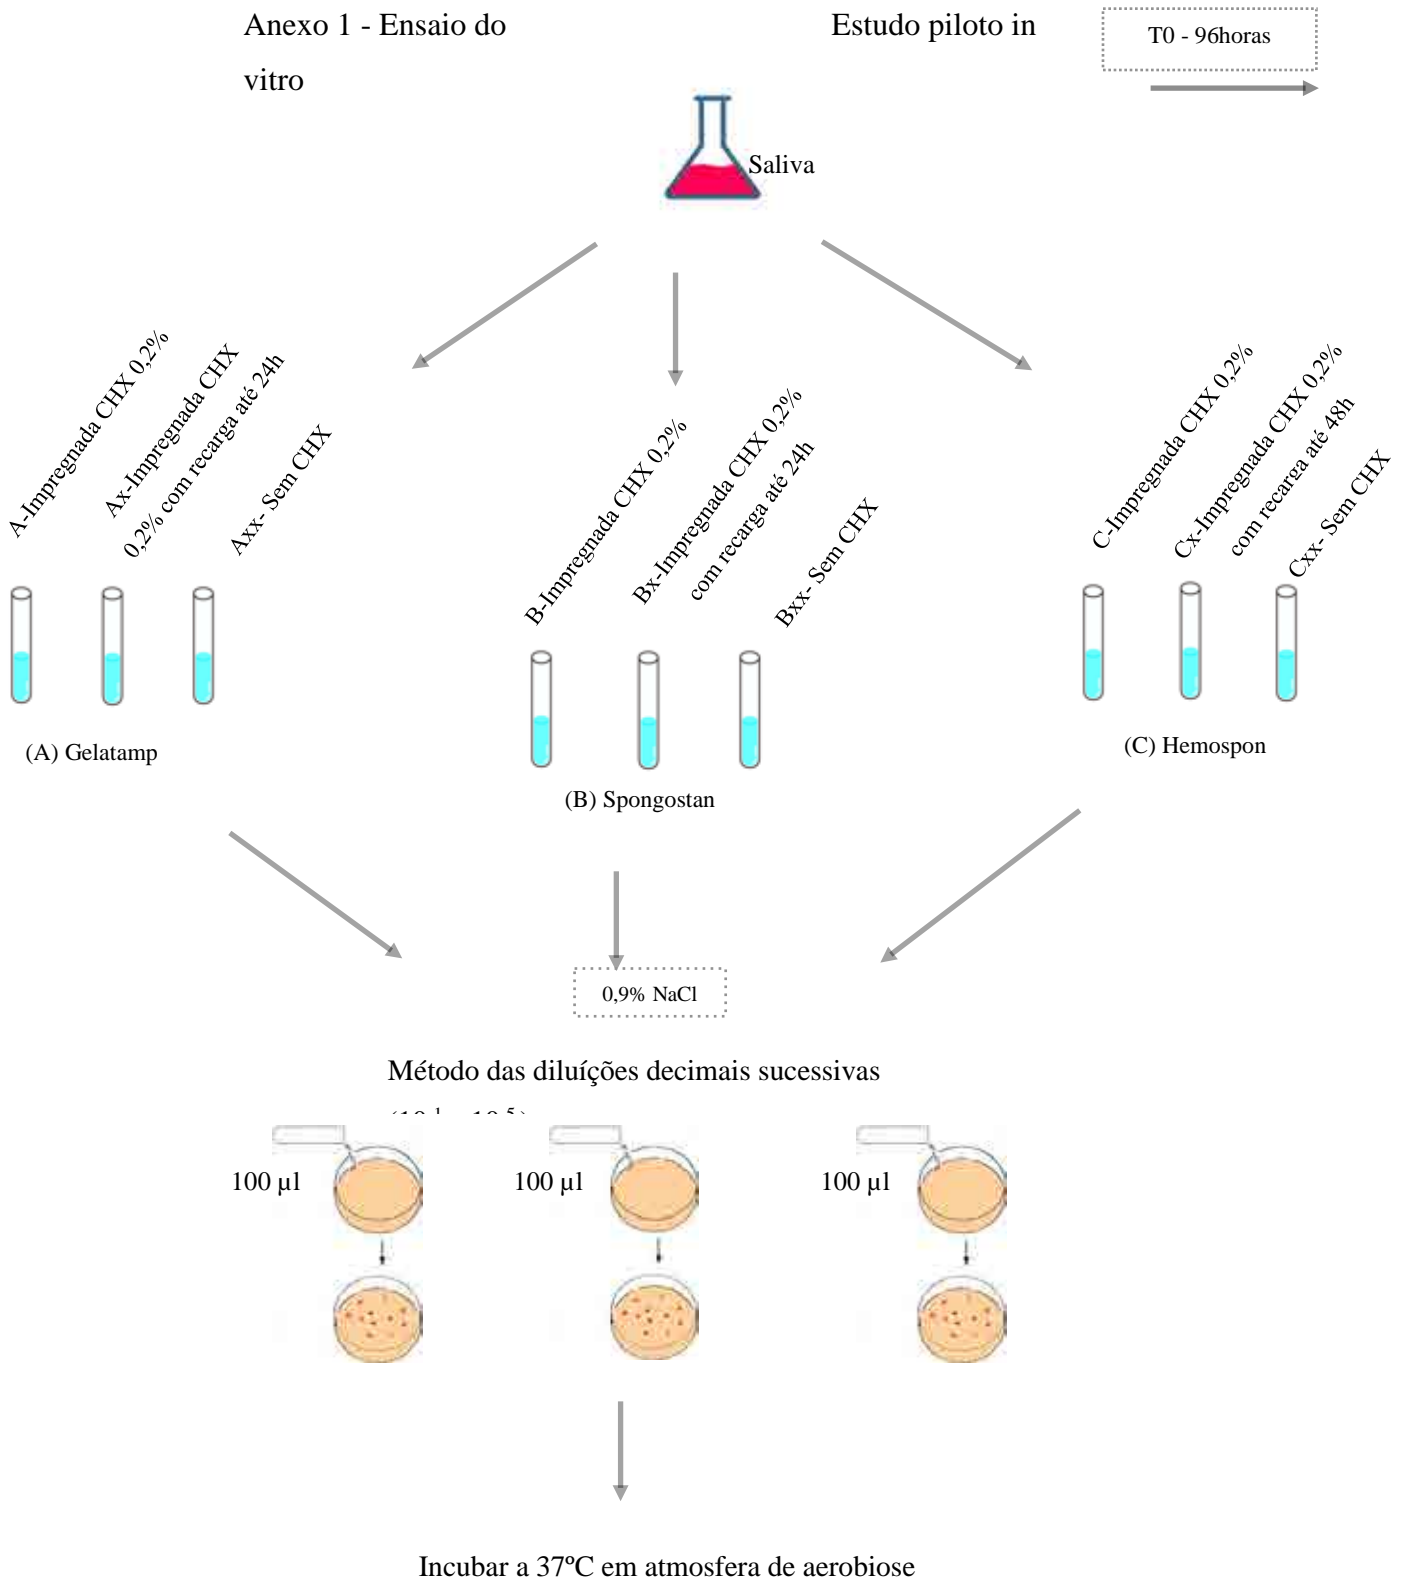 Anexo 1 - Ensaio do Estudo piloto in
vitro
T0 - 96horas
Saliva
A-Impregnada CHX 0,2%
Ax-Impregnada CHX
0,2% com recarga até 24h
Axx- Sem CHX
B-Impregnada CHX 0,2%
Bx-Impregnada CHX 0,2%
com recarga até 24h
Bxx- Sem CHX
C-Impregnada CHX 0,2%
Cx-Impregnada CHX 0,2%
com recarga até 48h
Cxx- Sem CHX
(A) Gelatamp
(B) Spongostan
(C) Hemospon
0,9% NaCl
Método das diluíções decimais sucessivas
100 µl
100 µl
100 µl
Incubar a 37ºC em atmosfera de aerobiose